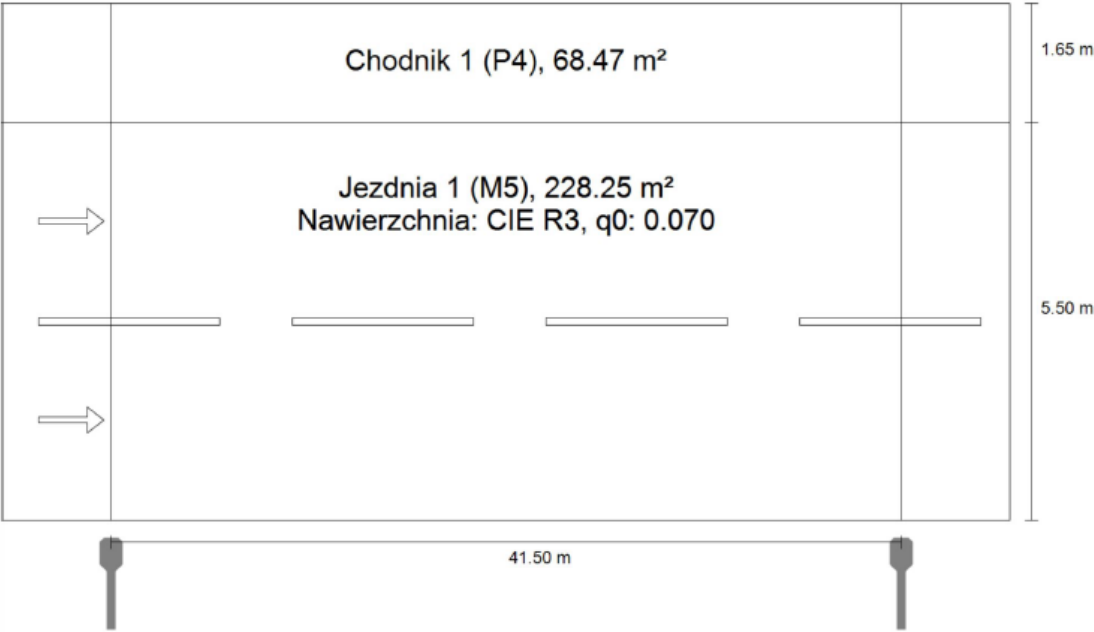 Chodnik 1 (P4), 68.47 m²
1.65 m
Jezdnia 1 (M5), 228.25 m²
Nawierzchnia: CIE R3, q0: 0.070
5.50 m
41.50 m